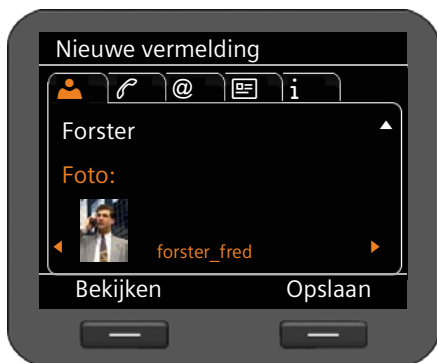 Nieuwe vermelding
@ i
Forster
Foto:
forster_fred
Bekijken Opslaan